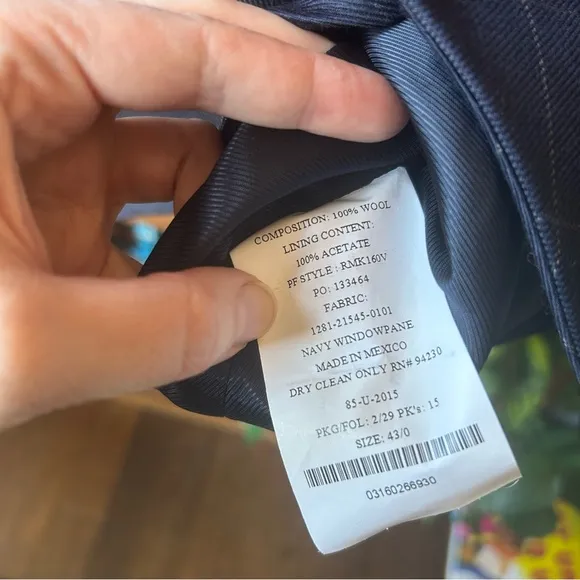 COMPOSITION: 100% WOOL
LINING CONTENT:
100% ACETATE
PF STYLE : RMK160V
PO: 133464
FABRIC:
1281-21545-0101
NAVY WINDOWPANE
MADE IN MEXICO
DRY CLEAN ONLY RN# 94230
85-U-2015
PKG/FOL: 2/29 PK's: 15
SIZE: 43/0
03160266930